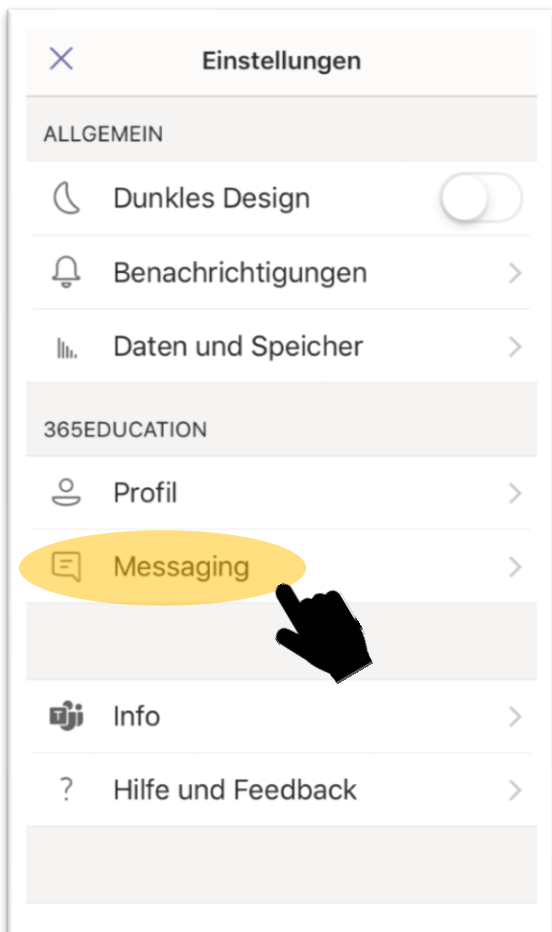 Einstellungen
ALLGEMEIN
Dunkles Design
Benachrichtigungen
Daten und Speicher
365EDUCATION
Profil
Messaging
Info
? Hilfe und Feedback